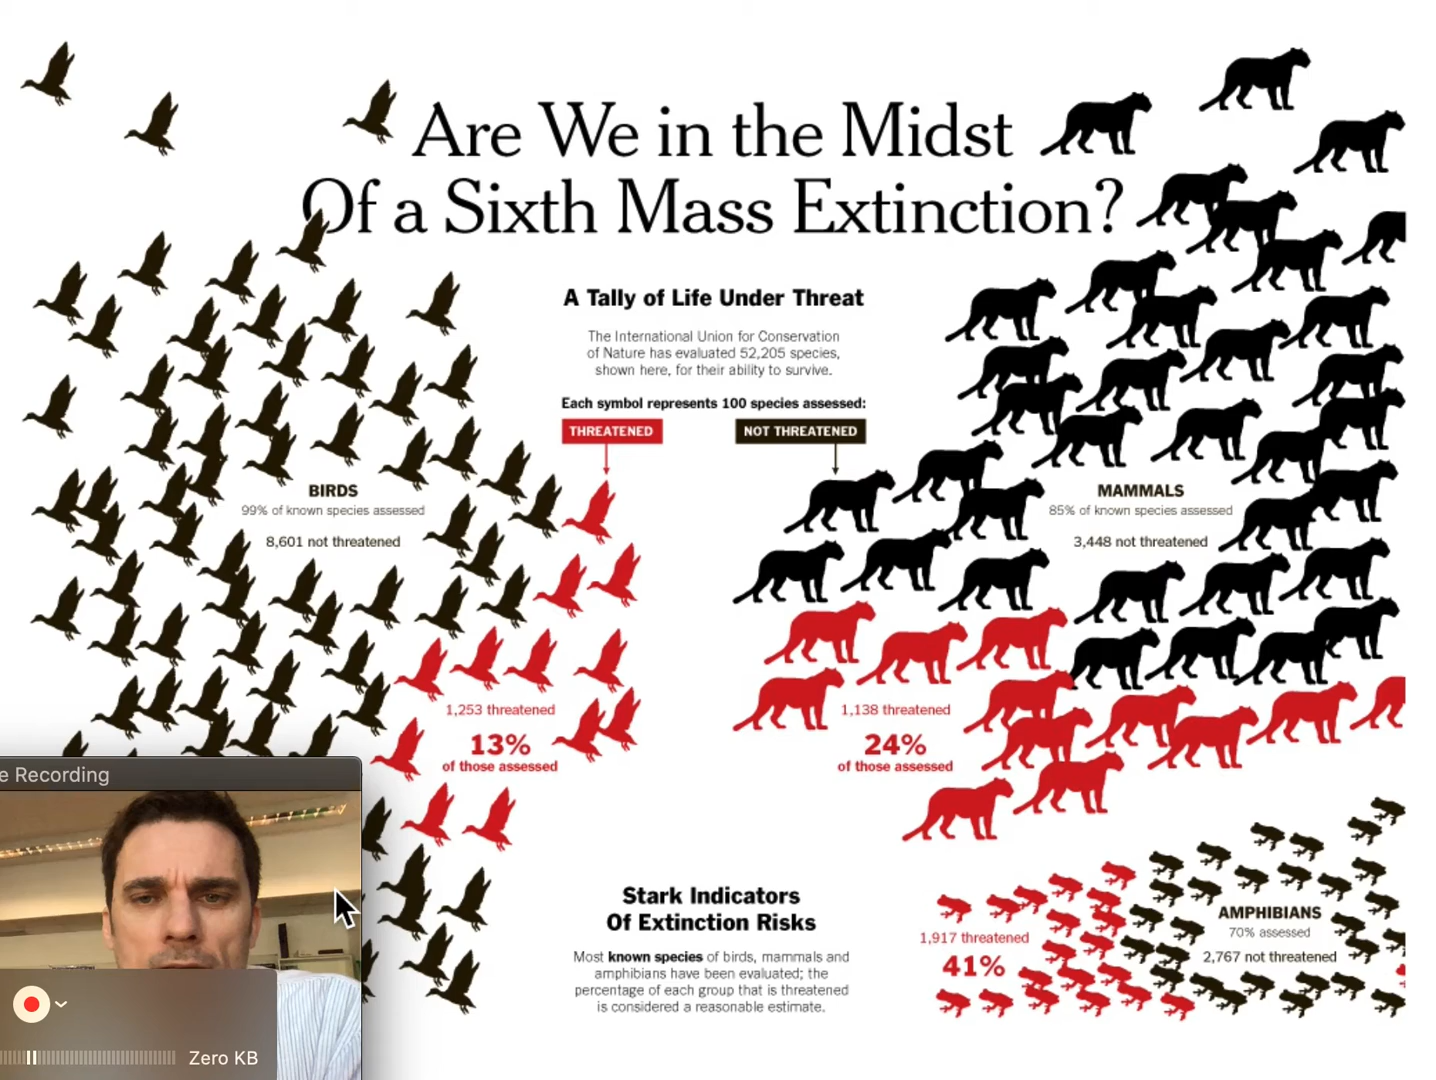 Are We in the Midst
Of a Sixth Mass Extinction?
A Tally of Life Under Threat
The International Union for Conservation
of Nature has evaluated 52,205 species,
shown here, for their ability to survive.
Each symbol represents 100 species assessed:
THREATENED
NOT THREATENED
BIRDS
99% of known species assessed
8,601 not threatened
MAMMALS
85% of known species assessed
3,448 not threatened
1,253 threatened
13%
of those assessed
1,138 threatened
24%
of those assessed
e Recording
Stark Indicators
Of Extinction Risks
Most known species of birds, mammals and
amphibians have been evaluated; the
percentage of each group that is threatened
is considered a reasonable estimate.
1,917 threatened
41%
AMPHIBIANS
70% assessed
2,767 not threatened
Zero KB